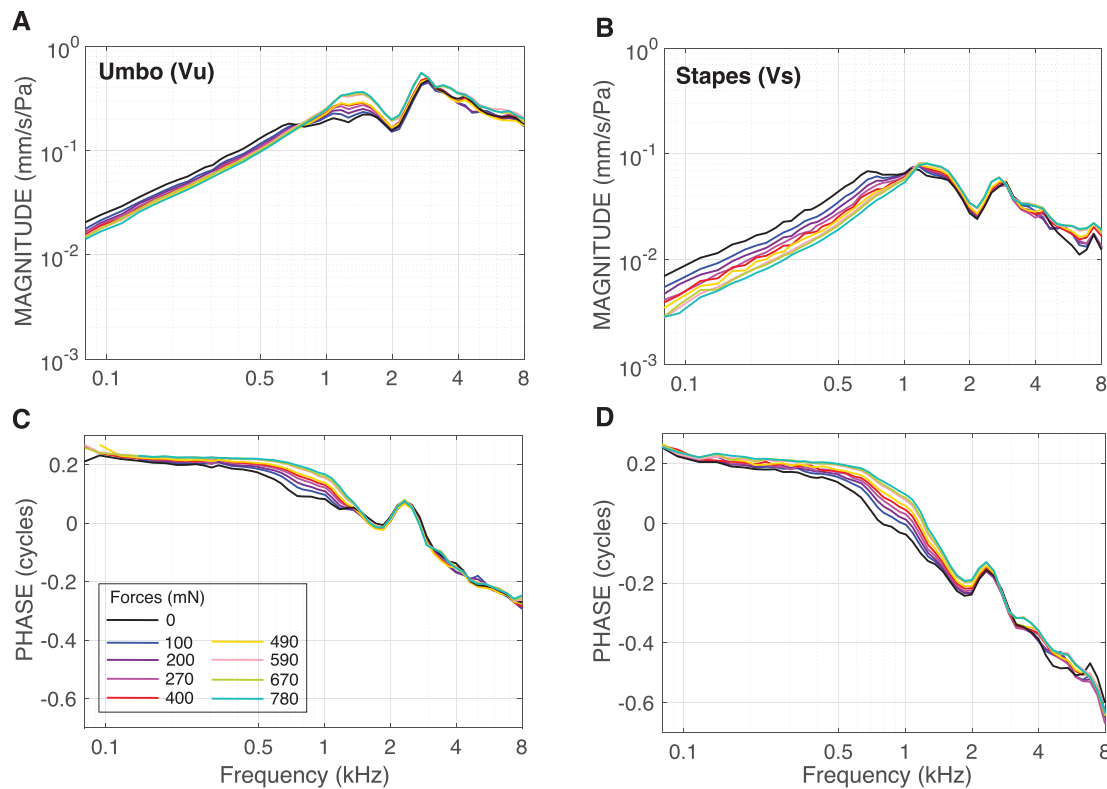 A
Umbo (Vu)
MAGNITUDE (mm/s/Pa)
10^0
10^-1
10^-2
10^-3
0.1 0.5 1 2 4 8
B
Stapes (Vs)
MAGNITUDE (mm/s/Pa)
10^0
10^-1
10^-2
10^-3
0.1 0.5 1 2 4 8
C
PHASE (cycles)
0.2
0
-0.2
-0.4
-0.6
Forces (mN)
0
100 490
200 590
270 670
400 780
0.1 0.5 1 2 4 8
Frequency (kHz)
D
PHASE (cycles)
0.2
0
-0.2
-0.4
-0.6
0.1 0.5 1 2 4 8
Frequency (kHz)